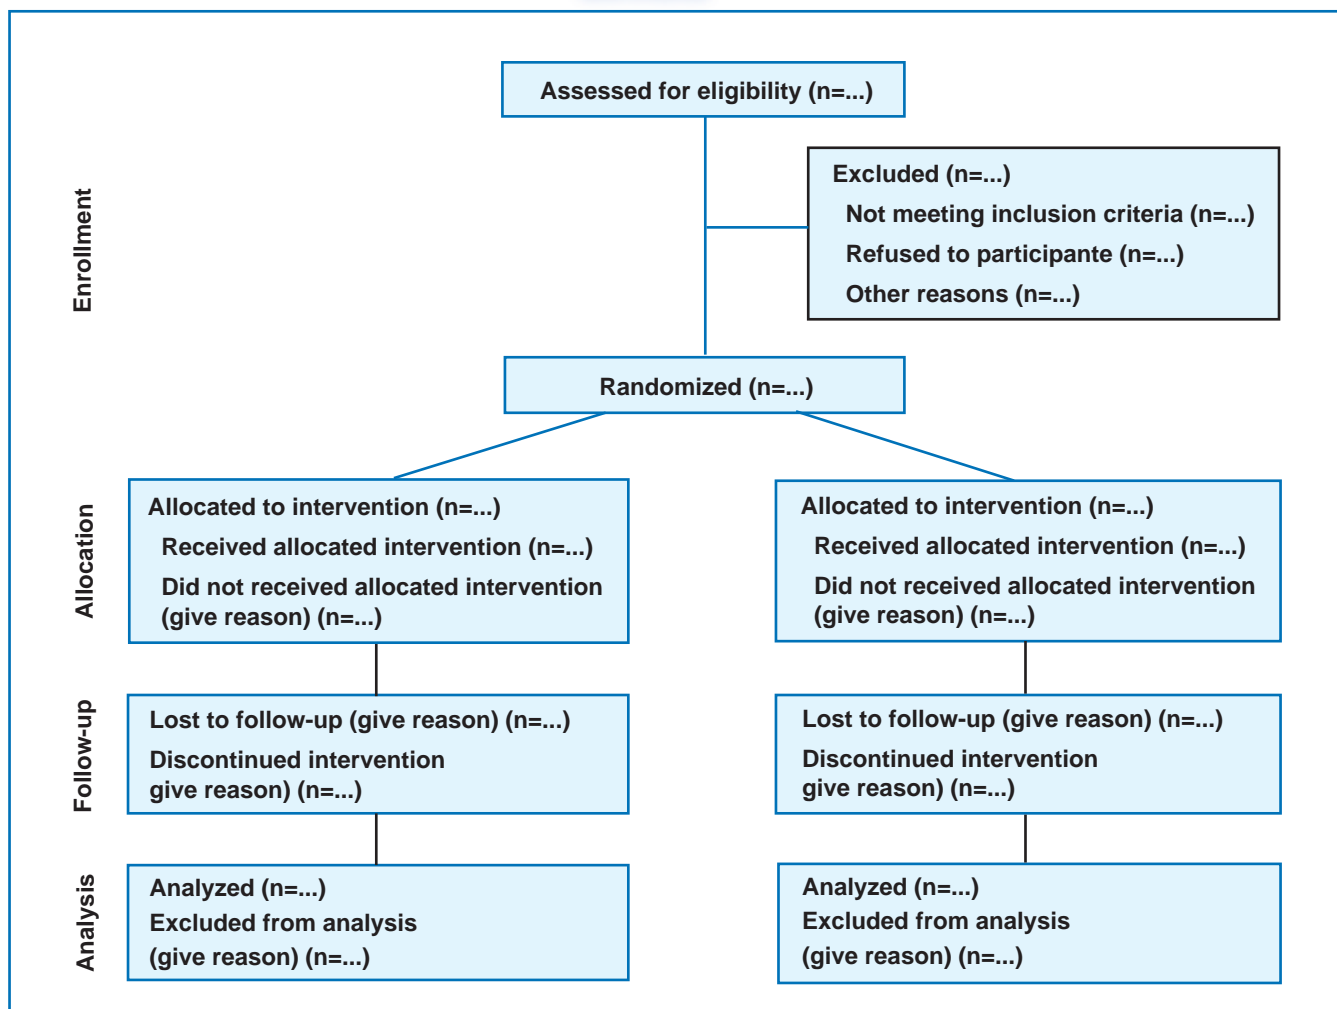 Assessed for eligibility (n=...)
Enrollment
Excluded (n=...)
Not meeting inclusion criteria (n=...)
Refused to participante (n=...)
Other reasons (n=...)
Randomized (n=...)
Allocation
Allocated to intervention (n=...)
Received allocated intervention (n=...)
Did not received allocated intervention
(give reason) (n=...)
Allocated to intervention (n=...)
Received allocated intervention (n=...)
Did not received allocated intervention
(give reason) (n=...)
Follow-up
Lost to follow-up (give reason) (n=...)
Discontinued intervention
give reason) (n=...)
Lost to follow-up (give reason) (n=...)
Discontinued intervention
give reason) (n=...)
Analysis
Analyzed (n=...)
Excluded from analysis
(give reason) (n=...)
Analyzed (n=...)
Excluded from analysis
(give reason) (n=...)